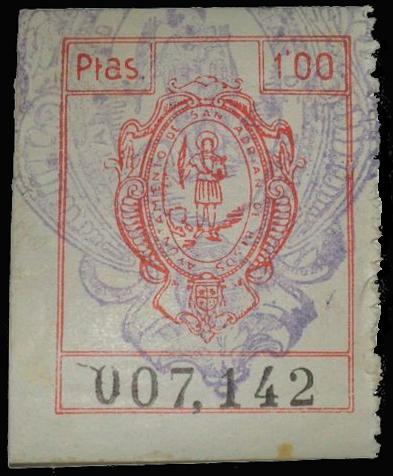 Ptas. 1'00
AYUNTAMIENTO DE SAN ADRIAN DE BESOS
007,142